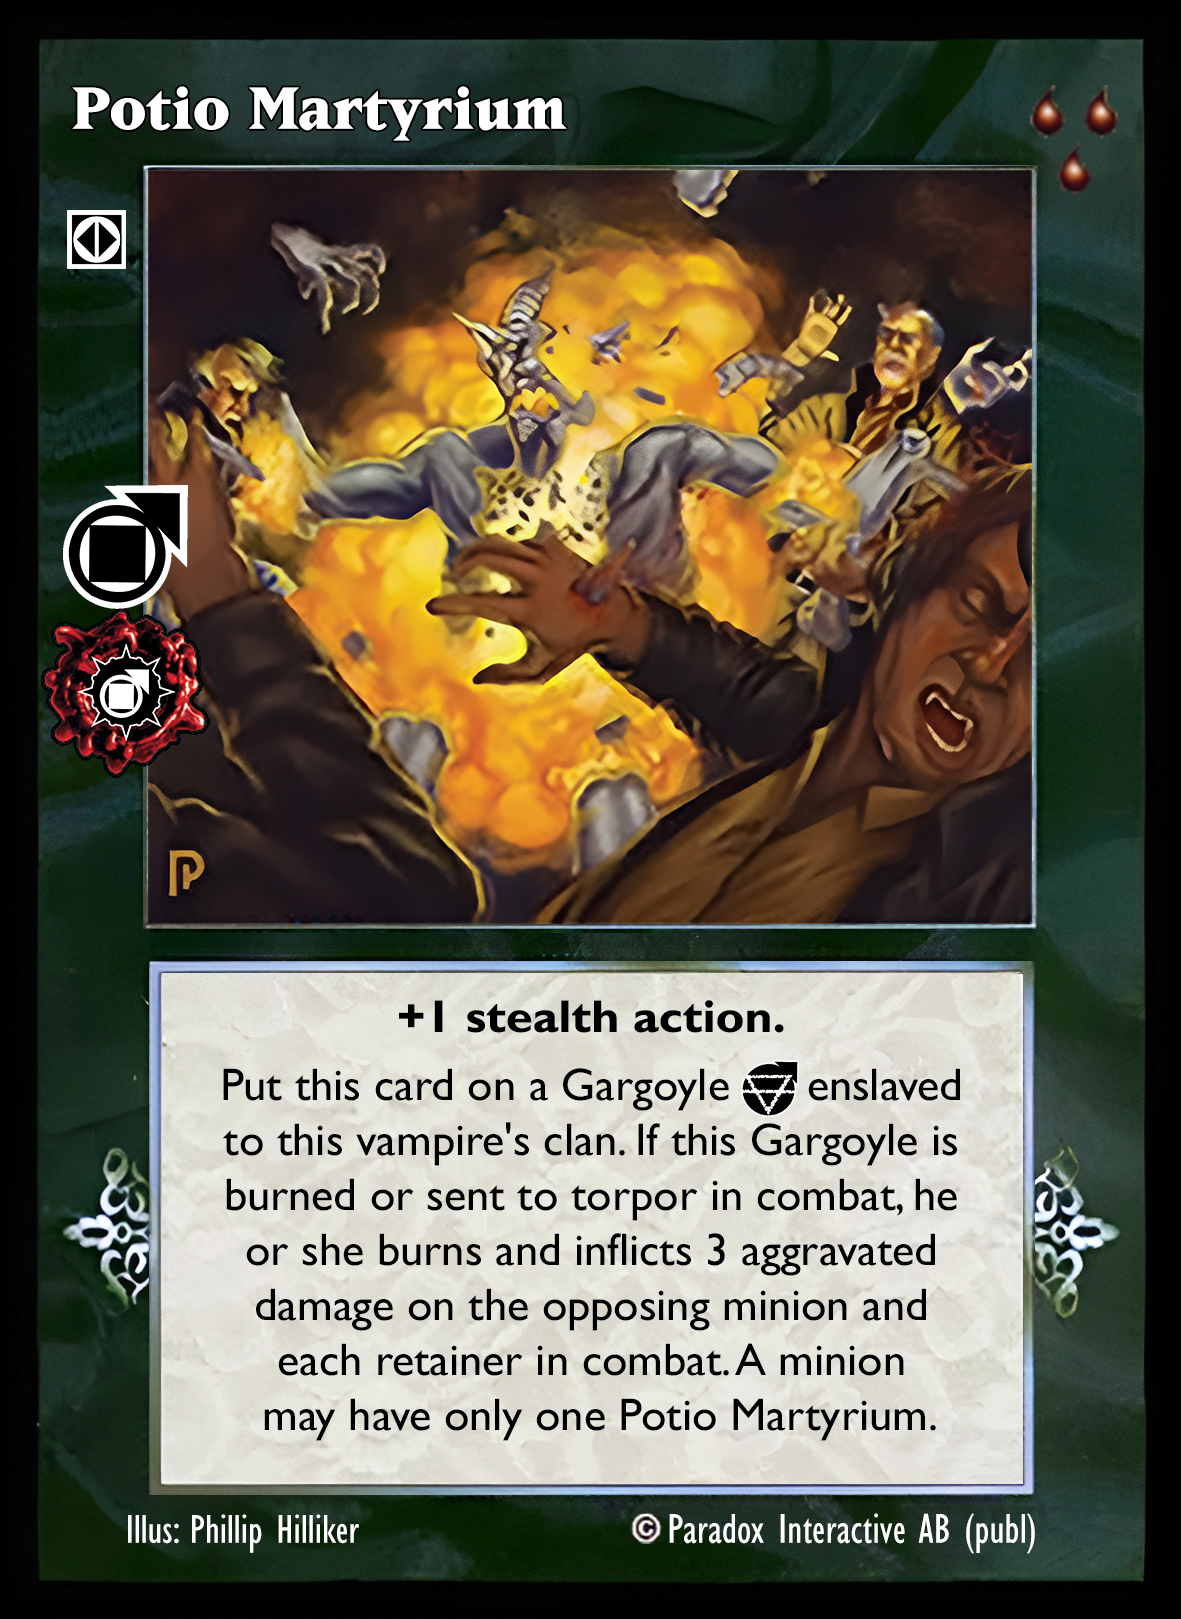 Potio Martyrium
+1 stealth action.
Put this card on a Gargoyle enslaved
to this vampire's clan. If this Gargoyle is
burned or sent to torpor in combat, he
or she burns and inflicts 3 aggravated
damage on the opposing minion and
each retainer in combat. A minion
may have only one Potio Martyrium.
Illus: Phillip Hilliker
© Paradox Interactive AB (publ)